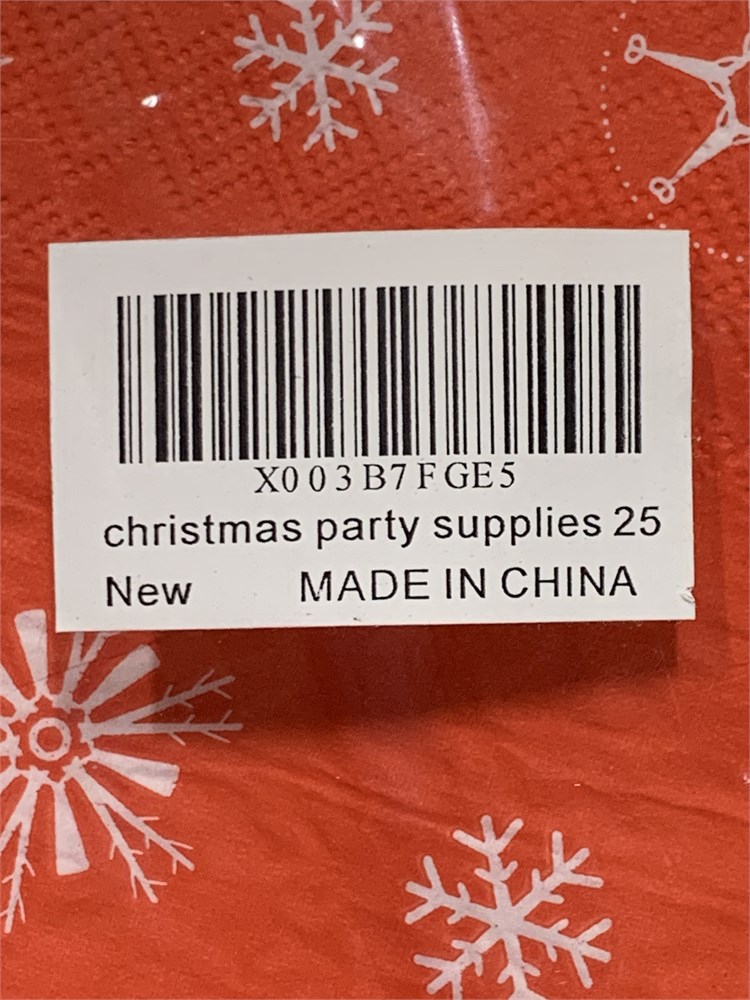 X003B7FGE5
christmas party supplies 25
New MADE IN CHINA